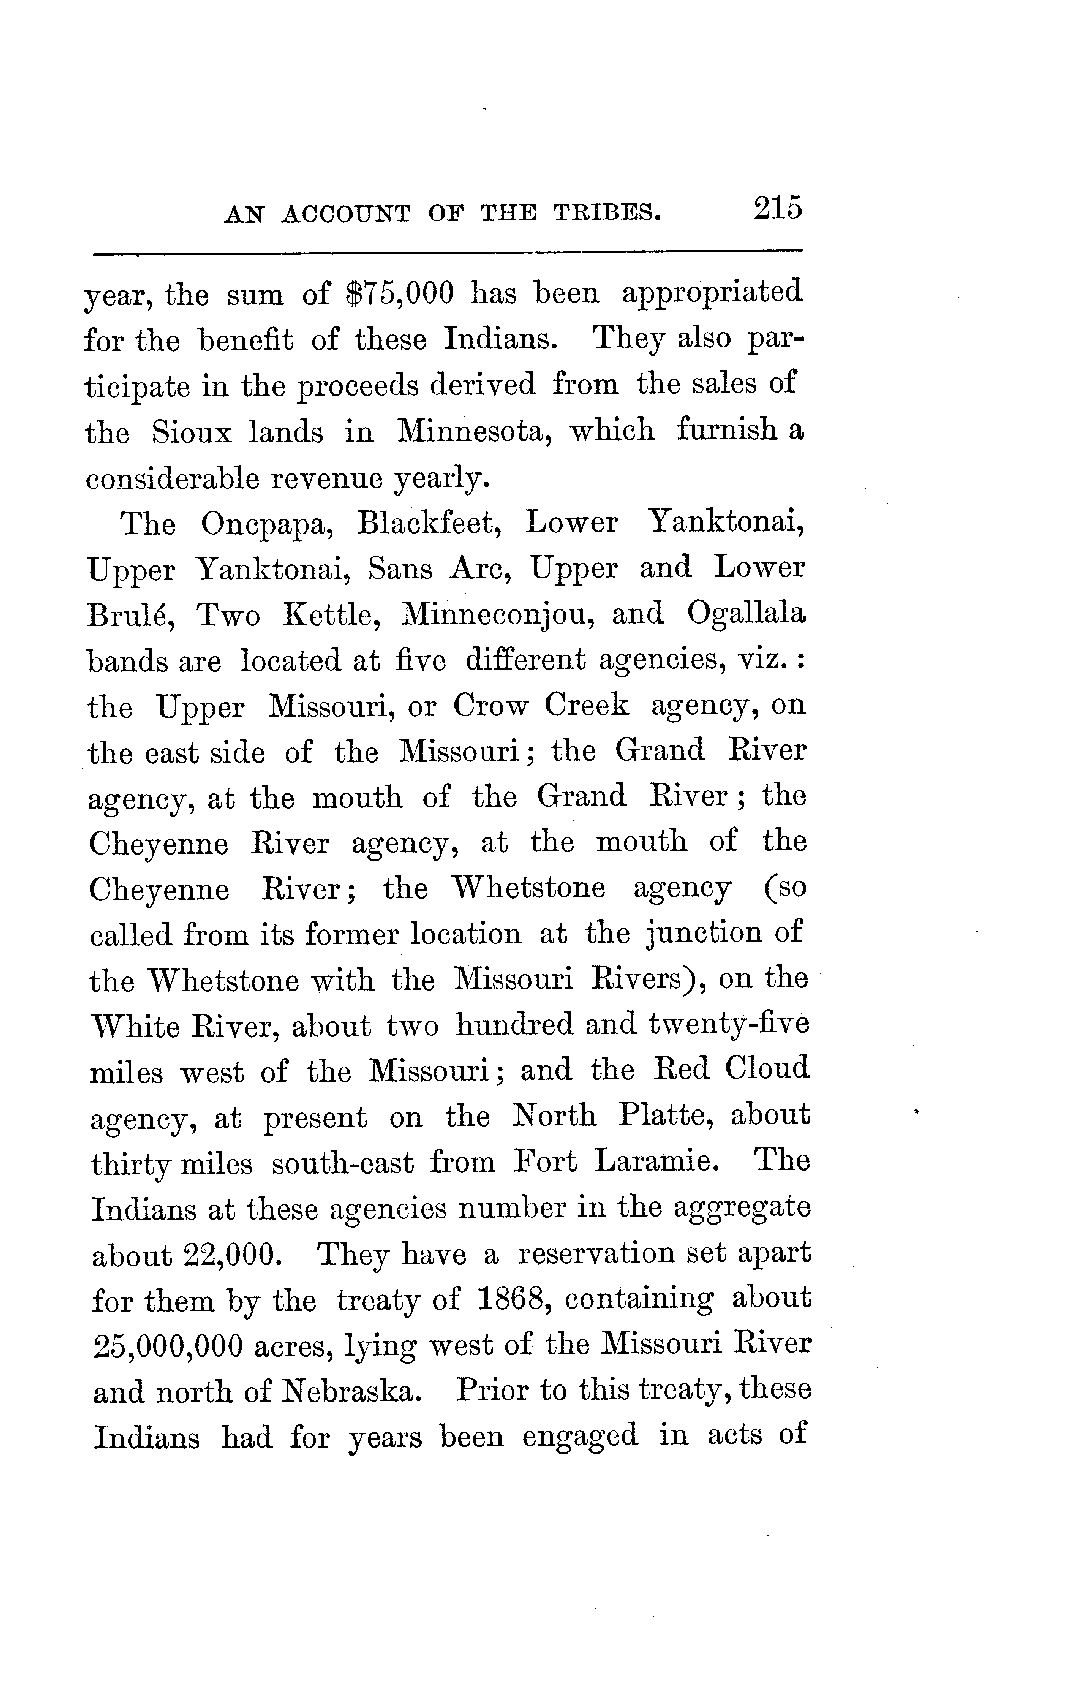 AN ACCOUNT OF THE TRIBES. 215
year, the sum of $75,000 has been appropriated
for the benefit of these Indians. They also par-
ticipate in the proceeds derived from the sales of
the Sioux lands in Minnesota, which furnish a
considerable revenue yearly.
The Oncpapa, Blackfeet, Lower Yanktonai,
Upper Yanktonai, Sans Arc, Upper and Lower
Brulé, Two Kettle, Minneconjou, and Ogallala
bands are located at five different agencies, viz. :
the Upper Missouri, or Crow Creek agency, on
the east side of the Missouri; the Grand River
agency, at the mouth of the Grand River; the
Cheyenne River agency, at the mouth of the
Cheyenne River; the Whetstone agency (so
called from its former location at the junction of
the Whetstone with the Missouri Rivers), on the
White River, about two hundred and twenty-five
miles west of the Missouri; and the Red Cloud
agency, at present on the North Platte, about
thirty miles south-east from Fort Laramie. The
Indians at these agencies number in the aggregate
about 22,000. They have a reservation set apart
for them by the treaty of 1868, containing about
25,000,000 acres, lying west of the Missouri River
and north of Nebraska. Prior to this treaty, these
Indians had for years been engaged in acts of